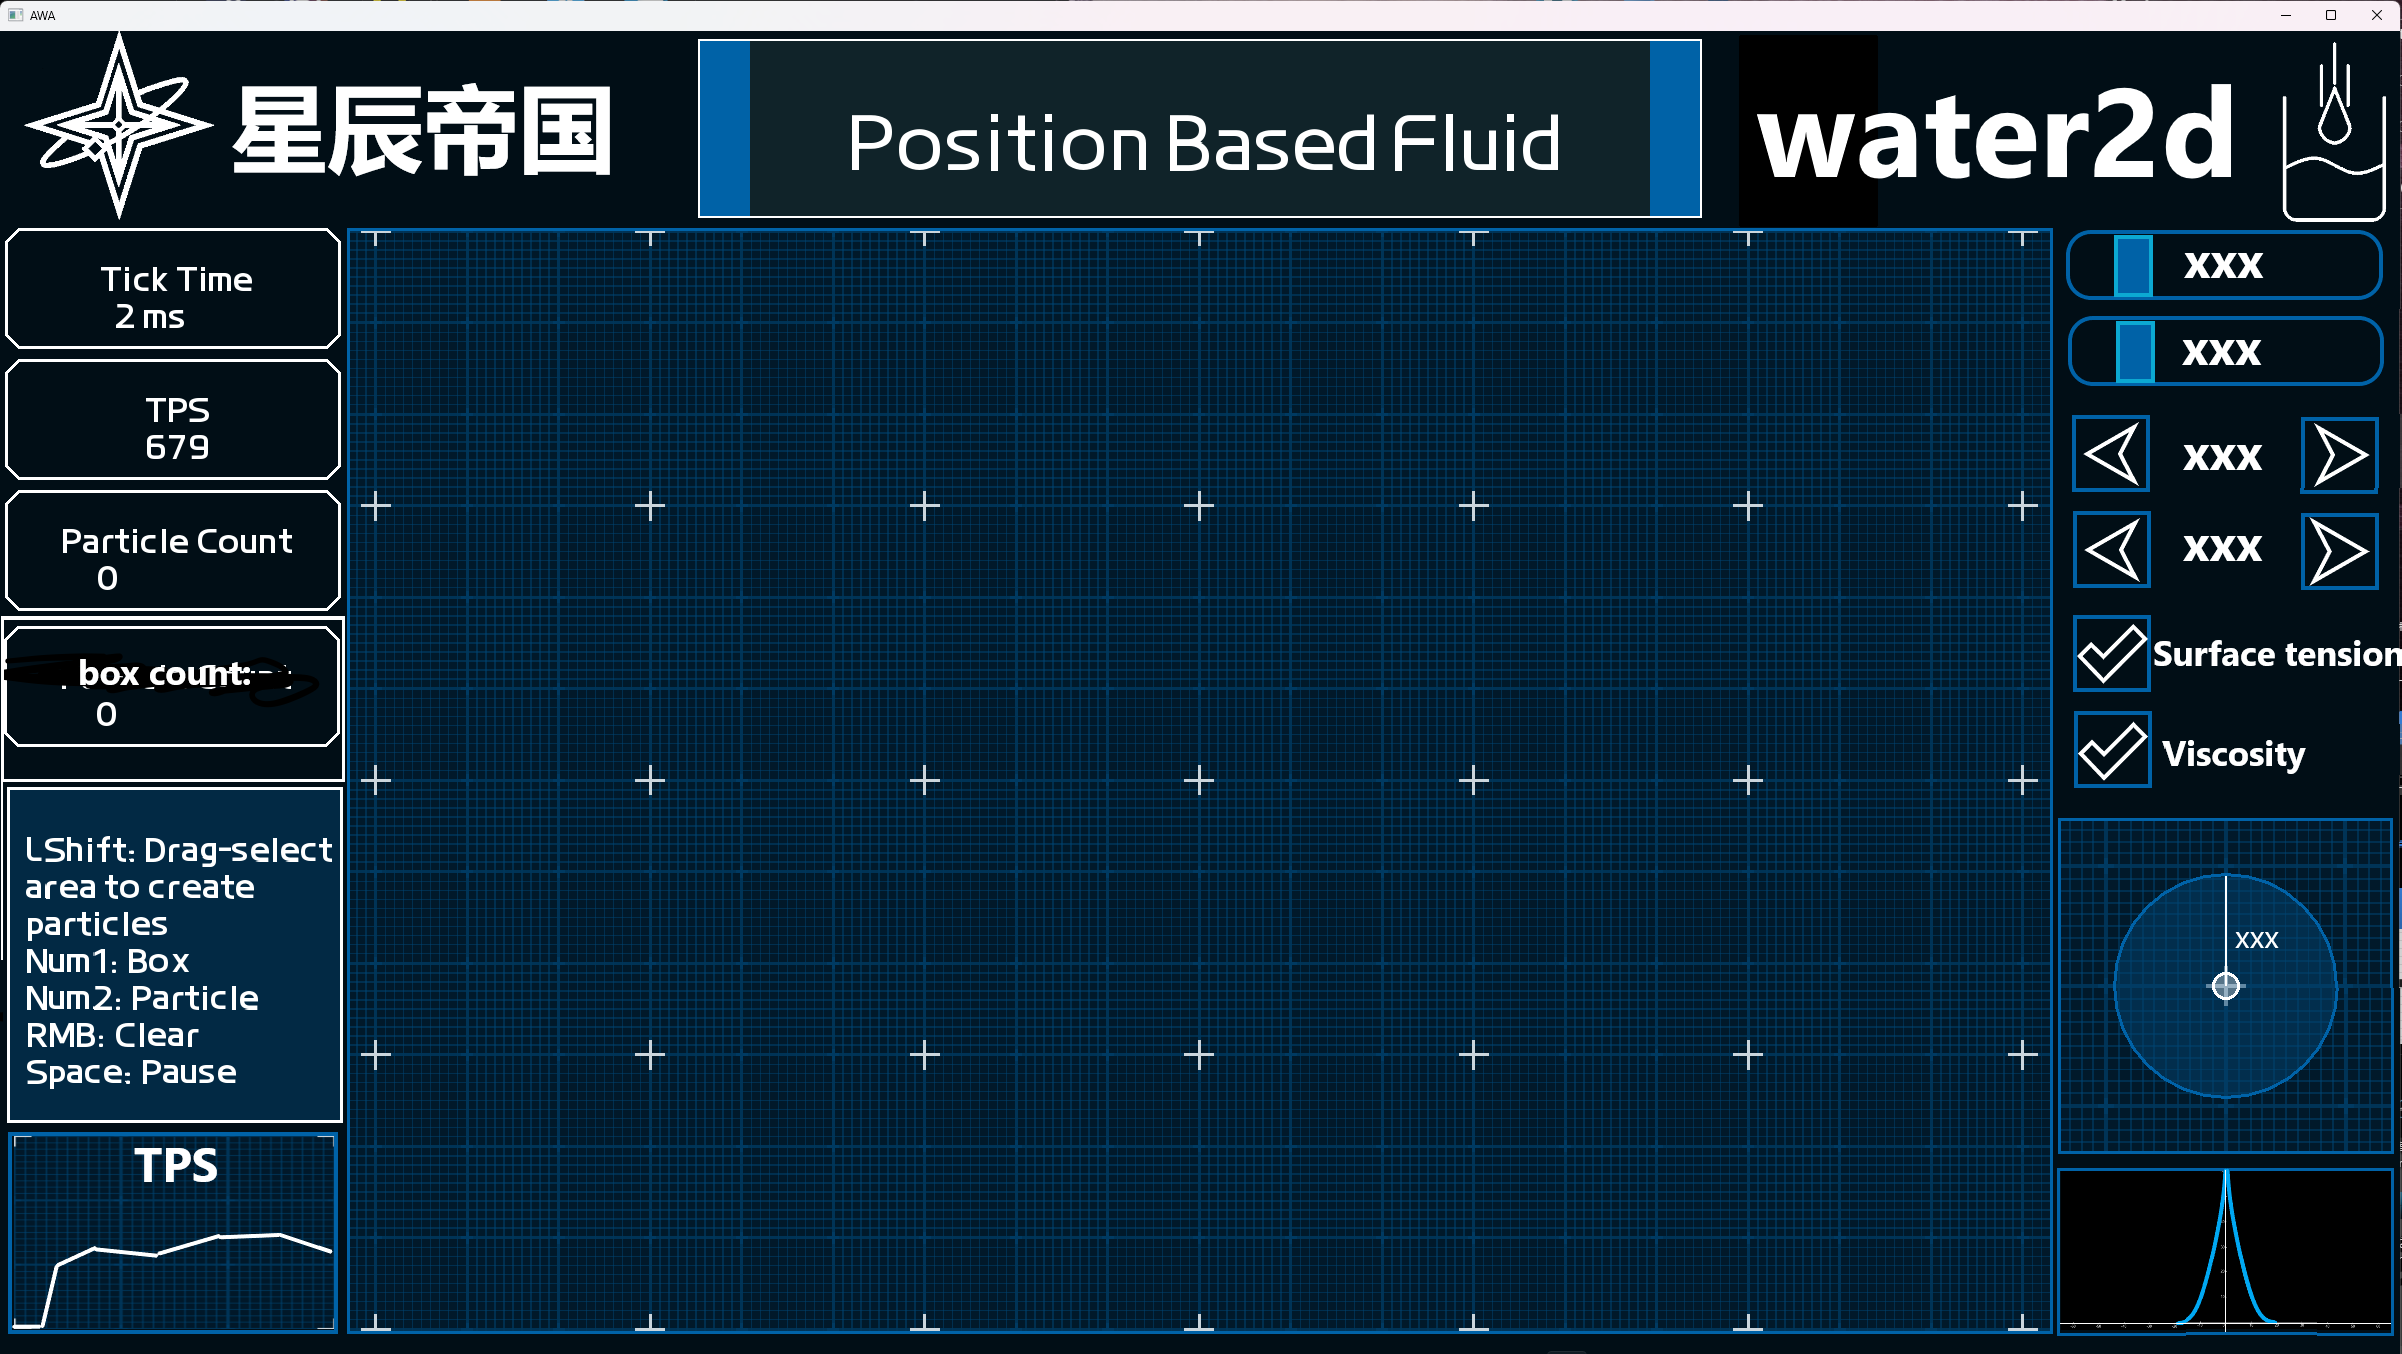 AWA
星辰帝国
Position Based Fluid
water2d
Tick Time
2 ms
TPS
679
Particle Count
0
box count:
0
LShift: Drag-select
area to create
particles
Num1: Box
Num2: Particle
RMB: Clear
Space: Pause
TPS
xxx
xxx
xxx
xxx
Surface tension
Viscosity
xxx